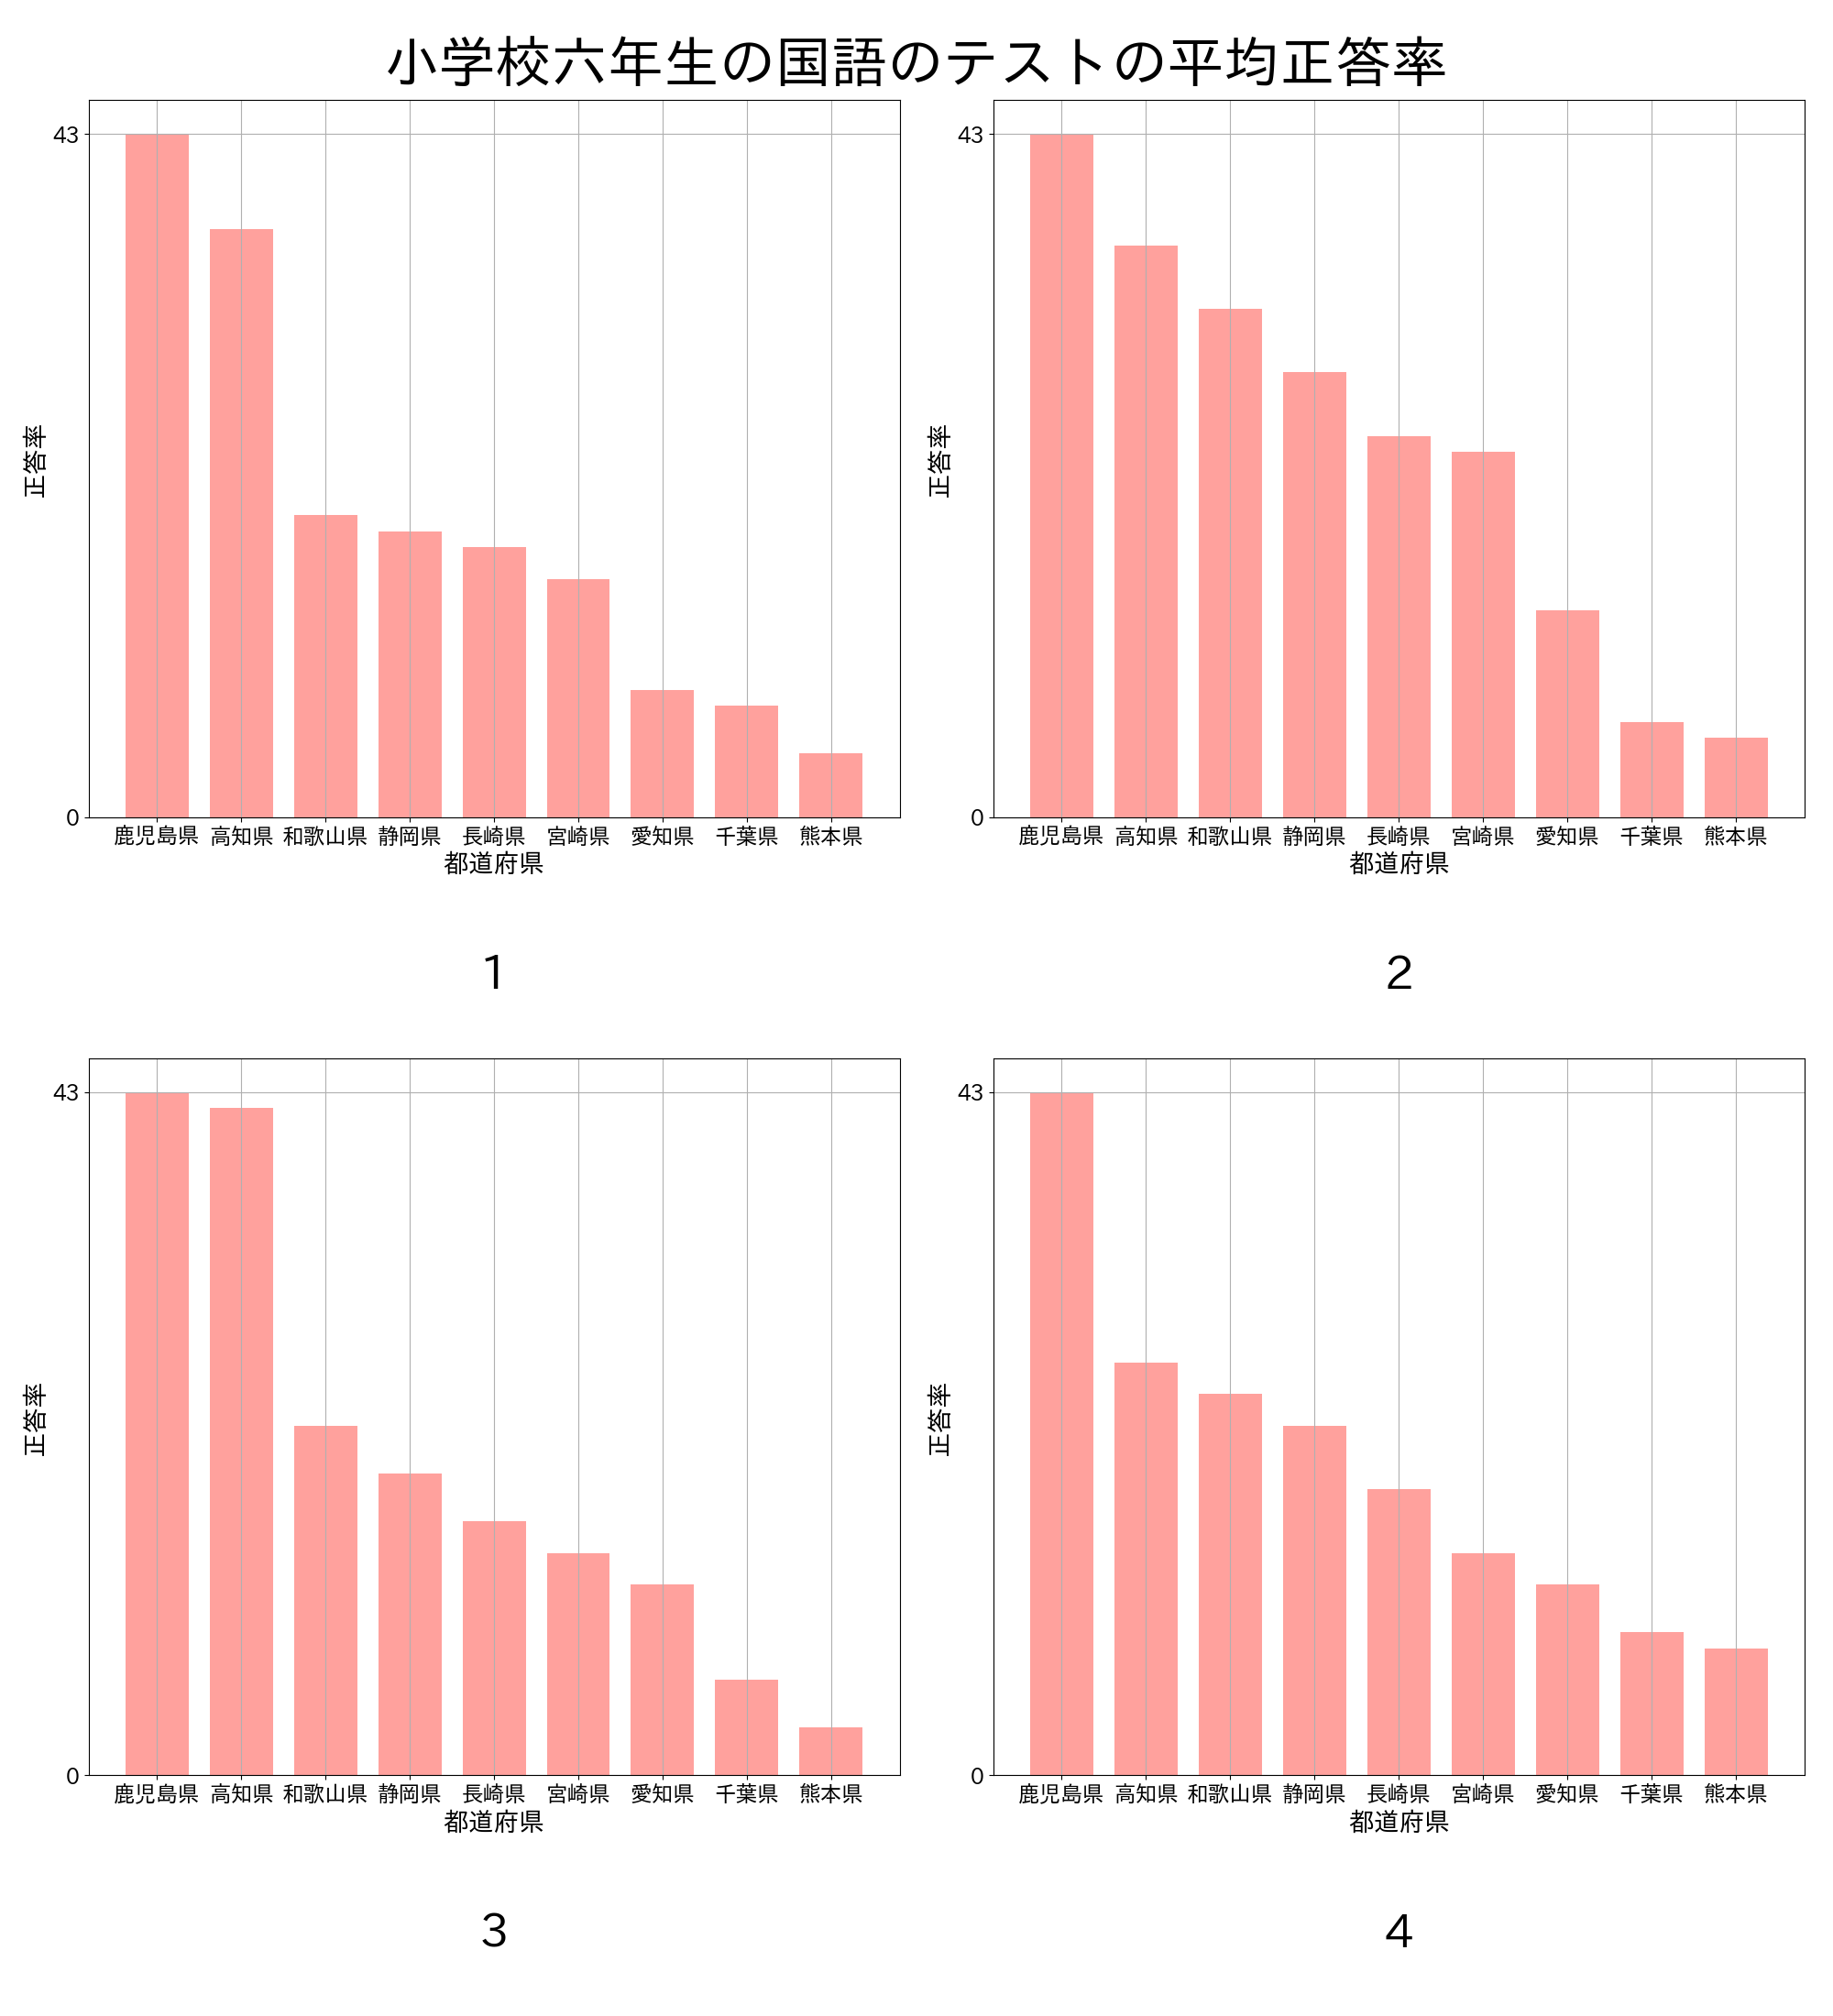 小学校六年生の国語のテストの平均正答率
43
0
正答率
鹿児島県 高知県 和歌山県 静岡県 長崎県 宮崎県 愛知県 千葉県 熊本県
都道府県
1
43
0
正答率
鹿児島県 高知県 和歌山県 静岡県 長崎県 宮崎県 愛知県 千葉県 熊本県
都道府県
2
43
0
正答率
鹿児島県 高知県 和歌山県 静岡県 長崎県 宮崎県 愛知県 千葉県 熊本県
都道府県
3
43
0
正答率
鹿児島県 高知県 和歌山県 静岡県 長崎県 宮崎県 愛知県 千葉県 熊本県
都道府県
4